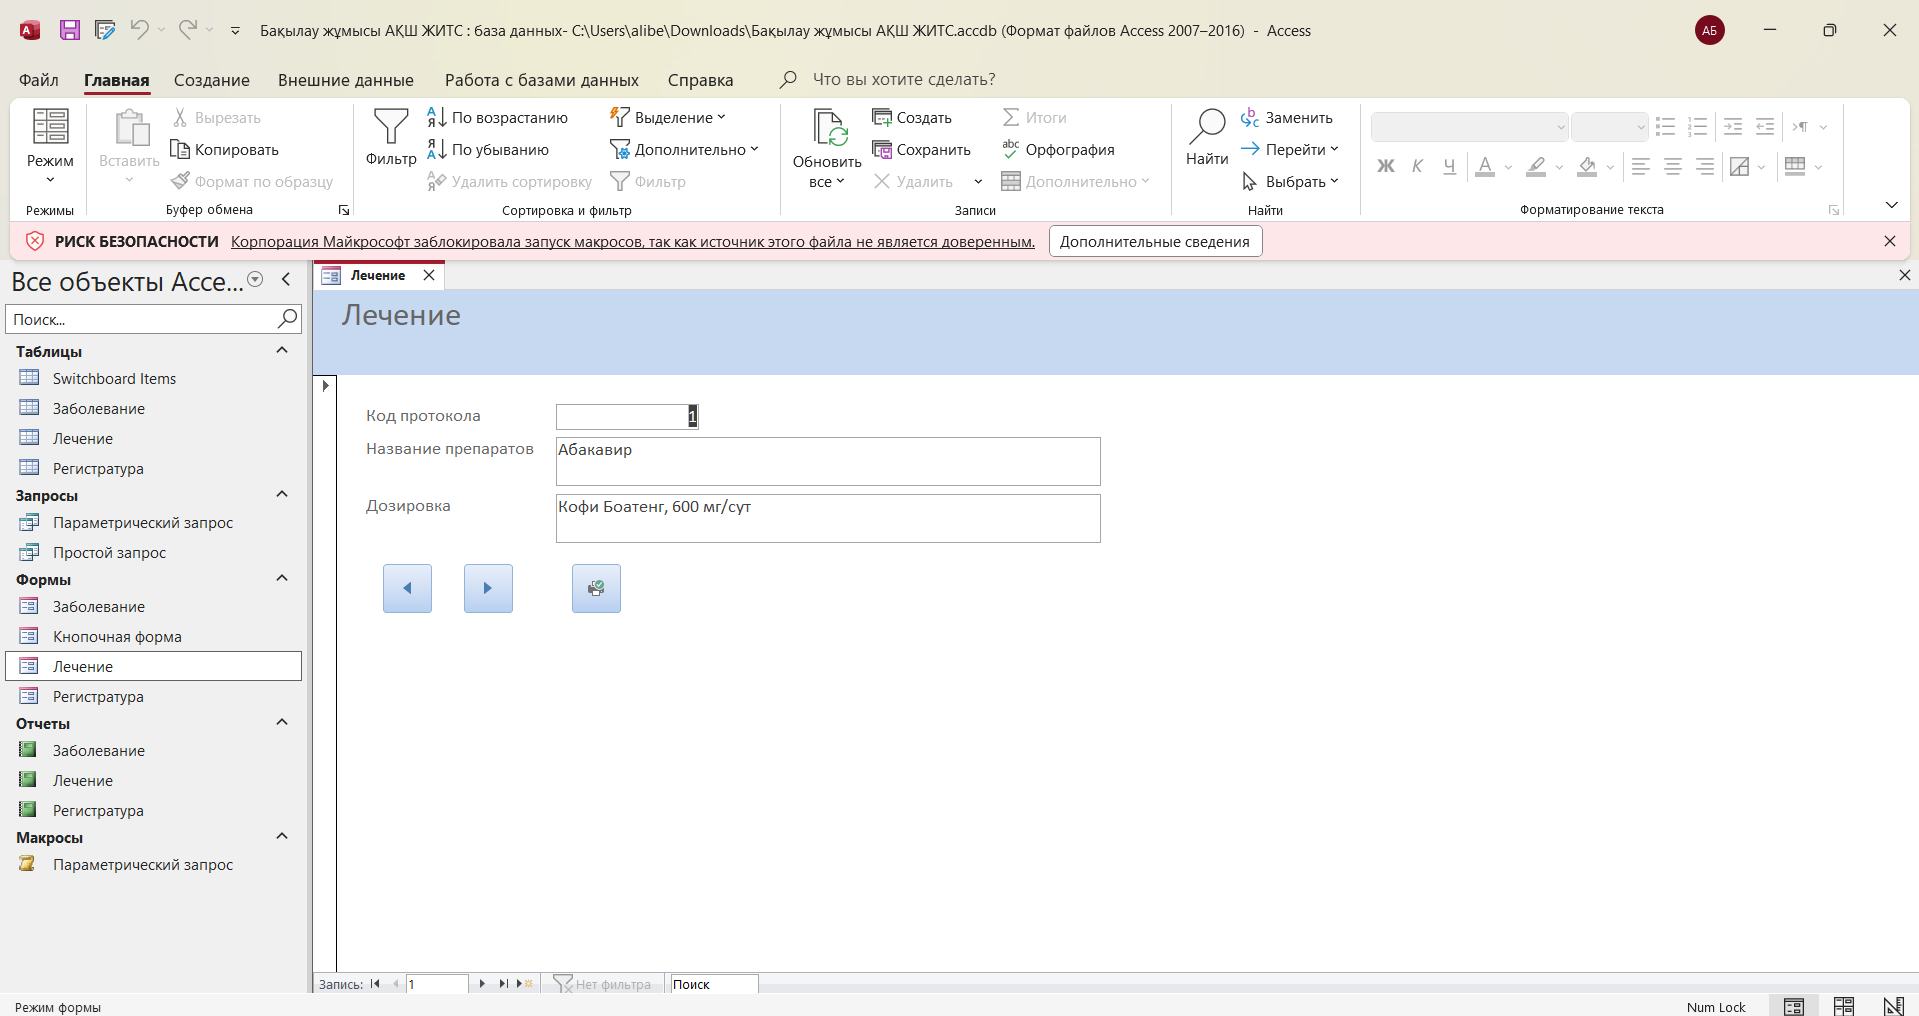 Бақылау жұмысы АҚШ ЖИТС : база данных- C:\Users\alibe\Downloads\Бақылау жұмысы АҚШ ЖИТС.accdb (Формат файлов Access 2007–2016) - Access
АБ
Файл Главная Создание Внешние данные Работа с базами данных Справка Что вы хотите сделать?
Режим
Режимы
Вставить
Вырезать
Копировать
Формат по образцу
Буфер обмена
Фильтр
По возрастанию
По убыванию
Удалить сортировку
Выделение
Дополнительно
Фильтр
Сортировка и фильтр
Обновить все
Создать
Сохранить
Удалить
Итоги
Орфография
Дополнительно
Записи
Найти
Заменить
Перейти
Выбрать
Найти
Ж К Ч А
Форматирование текста
РИСК БЕЗОПАСНОСТИ Корпорация Майкрософт заблокировала запуск макросов, так как источник этого файла не является доверенным. Дополнительные сведения
Все объекты Acce...
Поиск...
Таблицы
Switchboard Items
Заболевание
Лечение
Регистратура
Запросы
Параметрический запрос
Простой запрос
Формы
Заболевание
Кнопочная форма
Лечение
Регистратура
Отчеты
Заболевание
Лечение
Регистратура
Макросы
Параметрический запрос
Лечение
Лечение
Код протокола 1
Название препаратов Абакавир
Дозировка Кофи Боатенг, 600 мг/сут
Запись: 1 Нет фильтра Поиск
Режим формы Num Lock